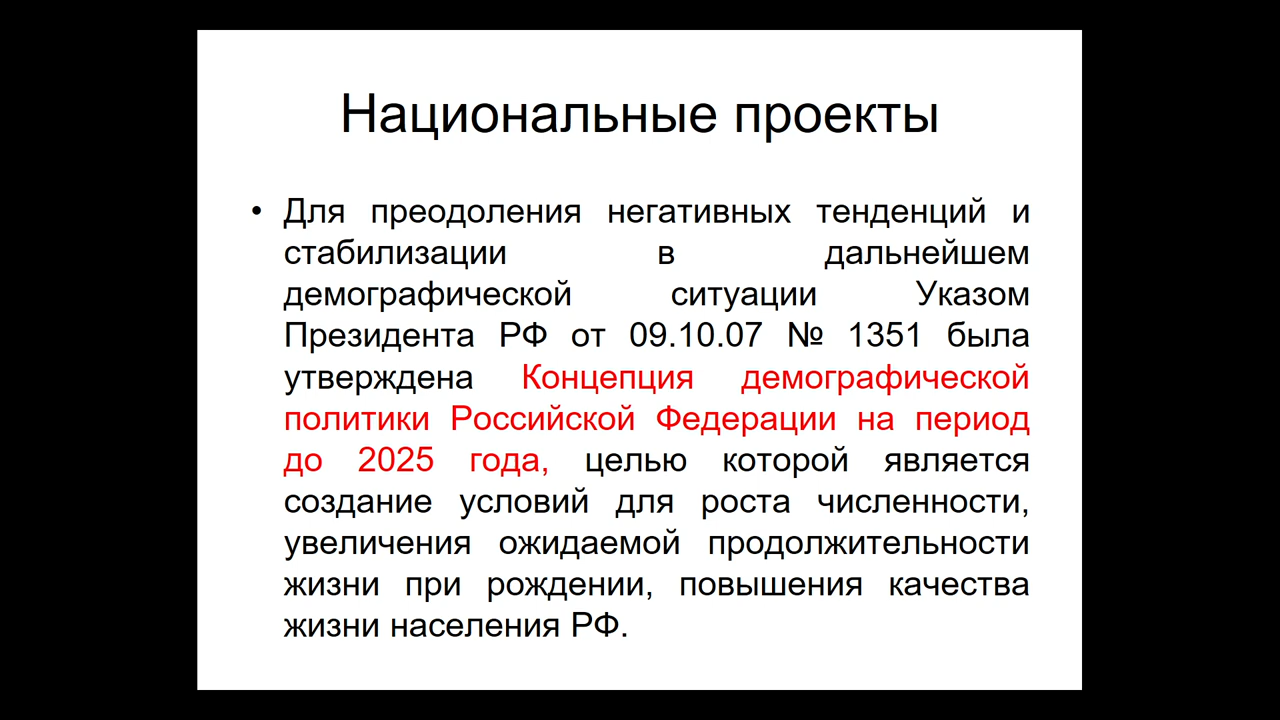 Национальные проекты
• Для преодоления негативных тенденций и
стабилизации в дальнейшем
демографической ситуации Указом
Президента РФ от 09.10.07 № 1351 была
утверждена Концепция демографической
политики Российской Федерации на период
до 2025 года, целью которой является
создание условий для роста численности,
увеличения ожидаемой продолжительности
жизни при рождении, повышения качества
жизни населения РФ.